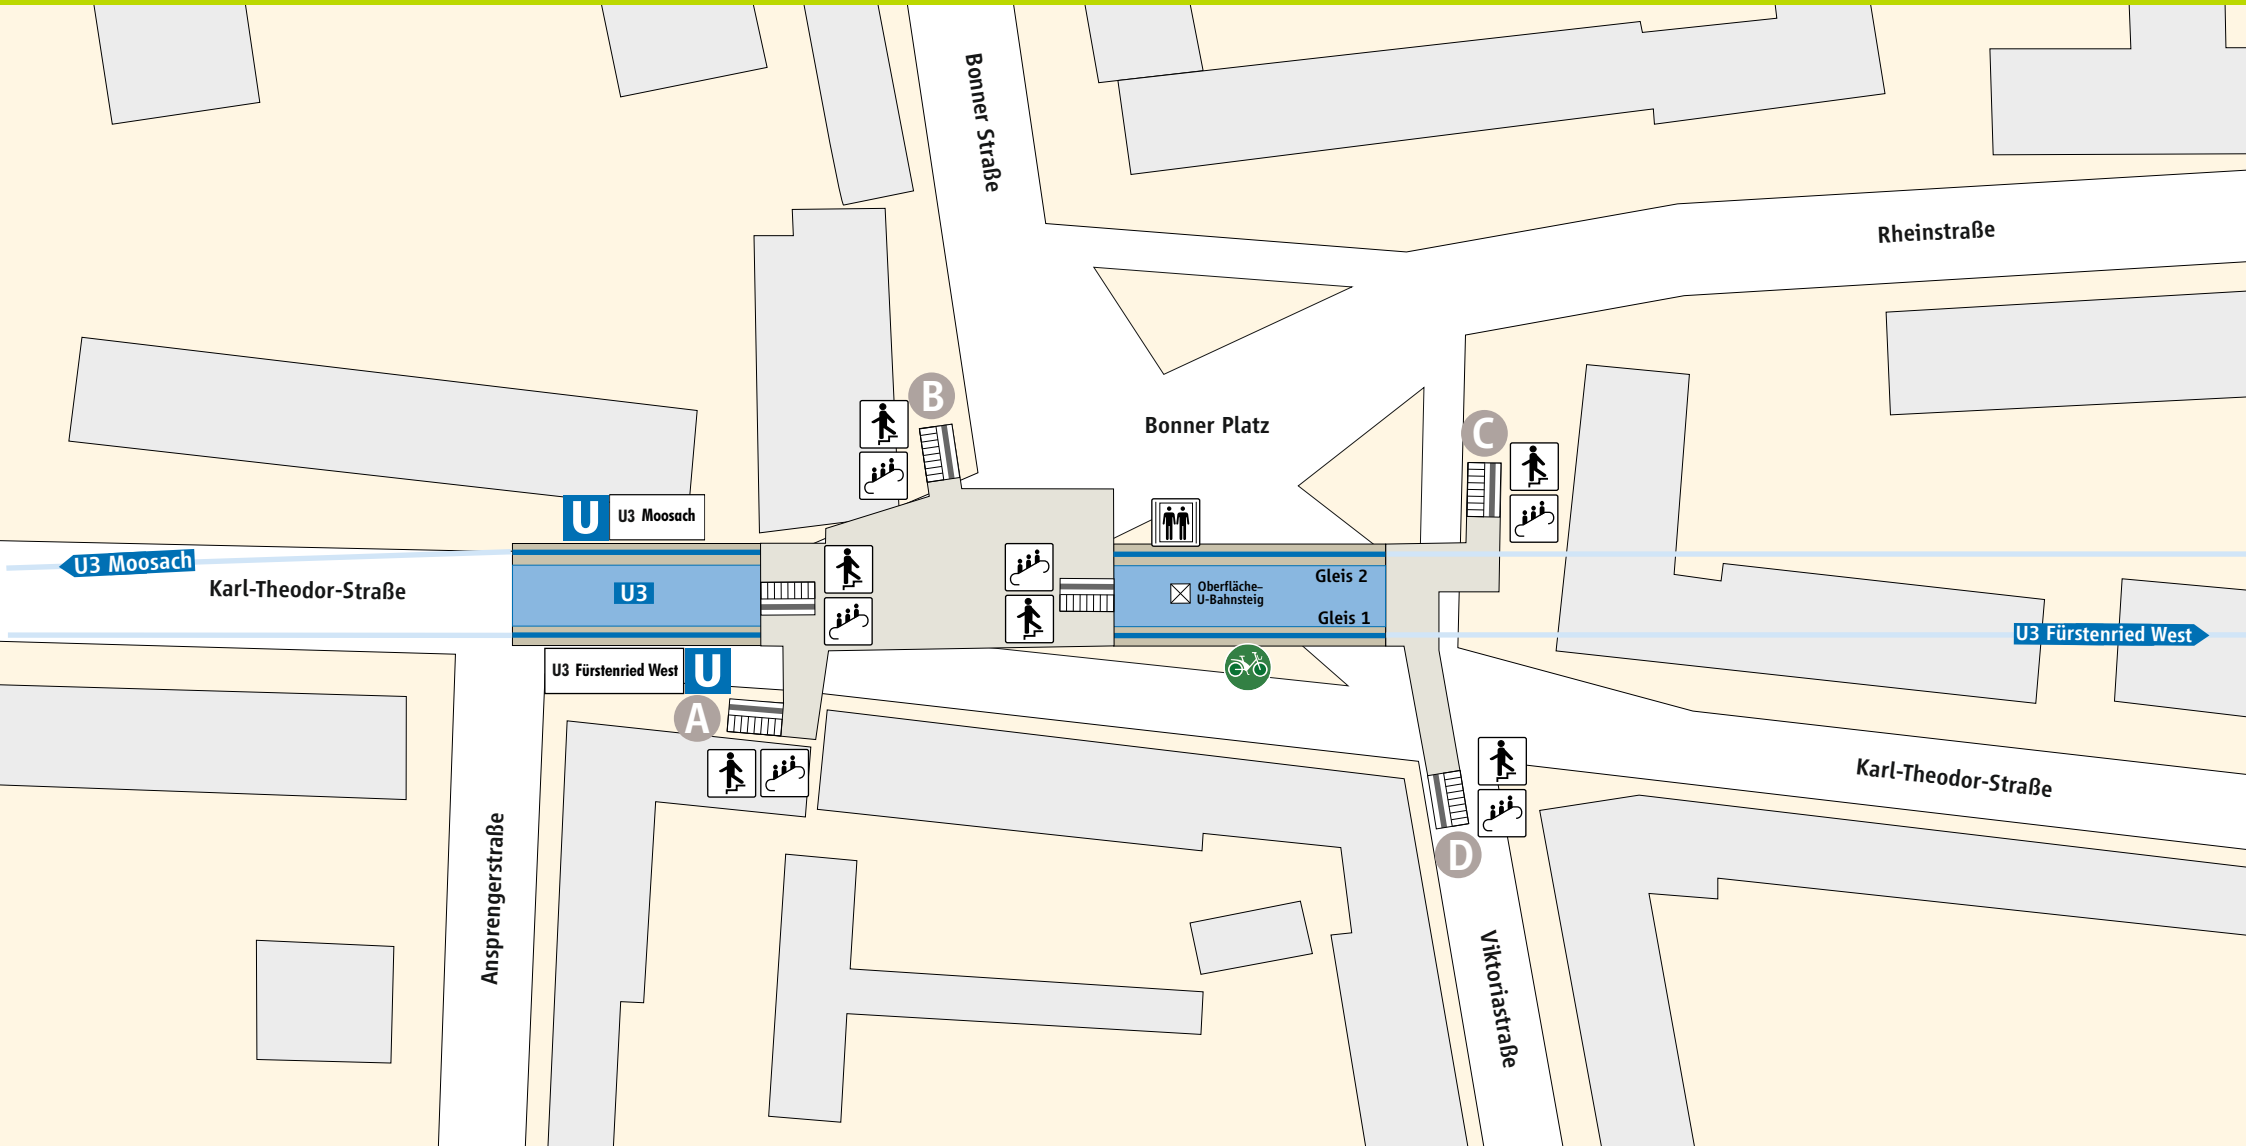 Bonner Straße
Rheinstraße
B
Bonner Platz
C
U
U3 Moosach
U3 Moosach
Karl-Theodor-Straße
U3
Gleis 2
Oberfläche–
U-Bahnsteig
Gleis 1
U3 Fürstenried West
U3 Fürstenried West
U
A
Karl-Theodor-Straße
D
Ansprengerstraße
Viktoriastraße